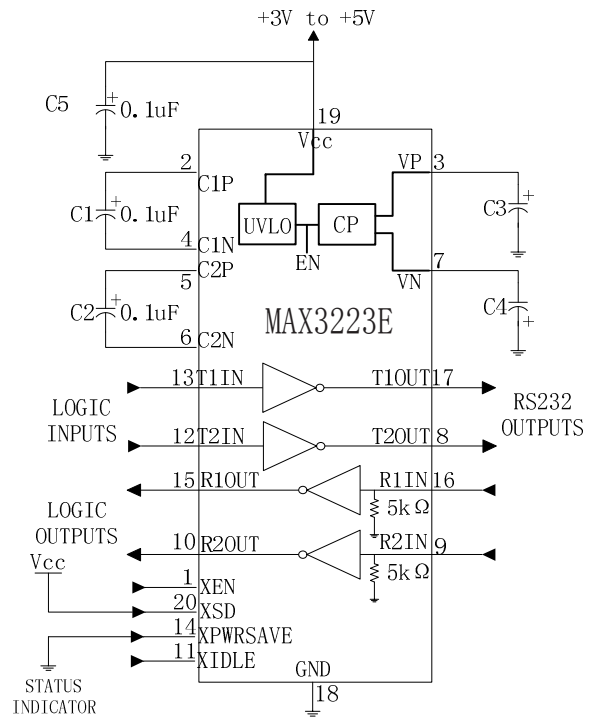 +3V to +5V
C5
+
0.1uF
19
Vcc
2
C1P
VP
3
C1
+
0.1uF
UVLO
CP
C3
+
4
C1N
EN
C2P
5
VN
7
C2
+
0.1uF
MAX3223E
C4
+
6
C2N
13
T1IN
T1OUT
17
LOGIC
INPUTS
RS232
OUTPUTS
12
T2IN
T2OUT
8
15
R1OUT
R1IN
16
5kΩ
LOGIC
OUTPUTS
10
R2OUT
R2IN
9
5kΩ
Vcc
1
XEN
20
XSD
14
XPWRSAVE
11
XIDLE
STATUS
INDICATOR
GND
18